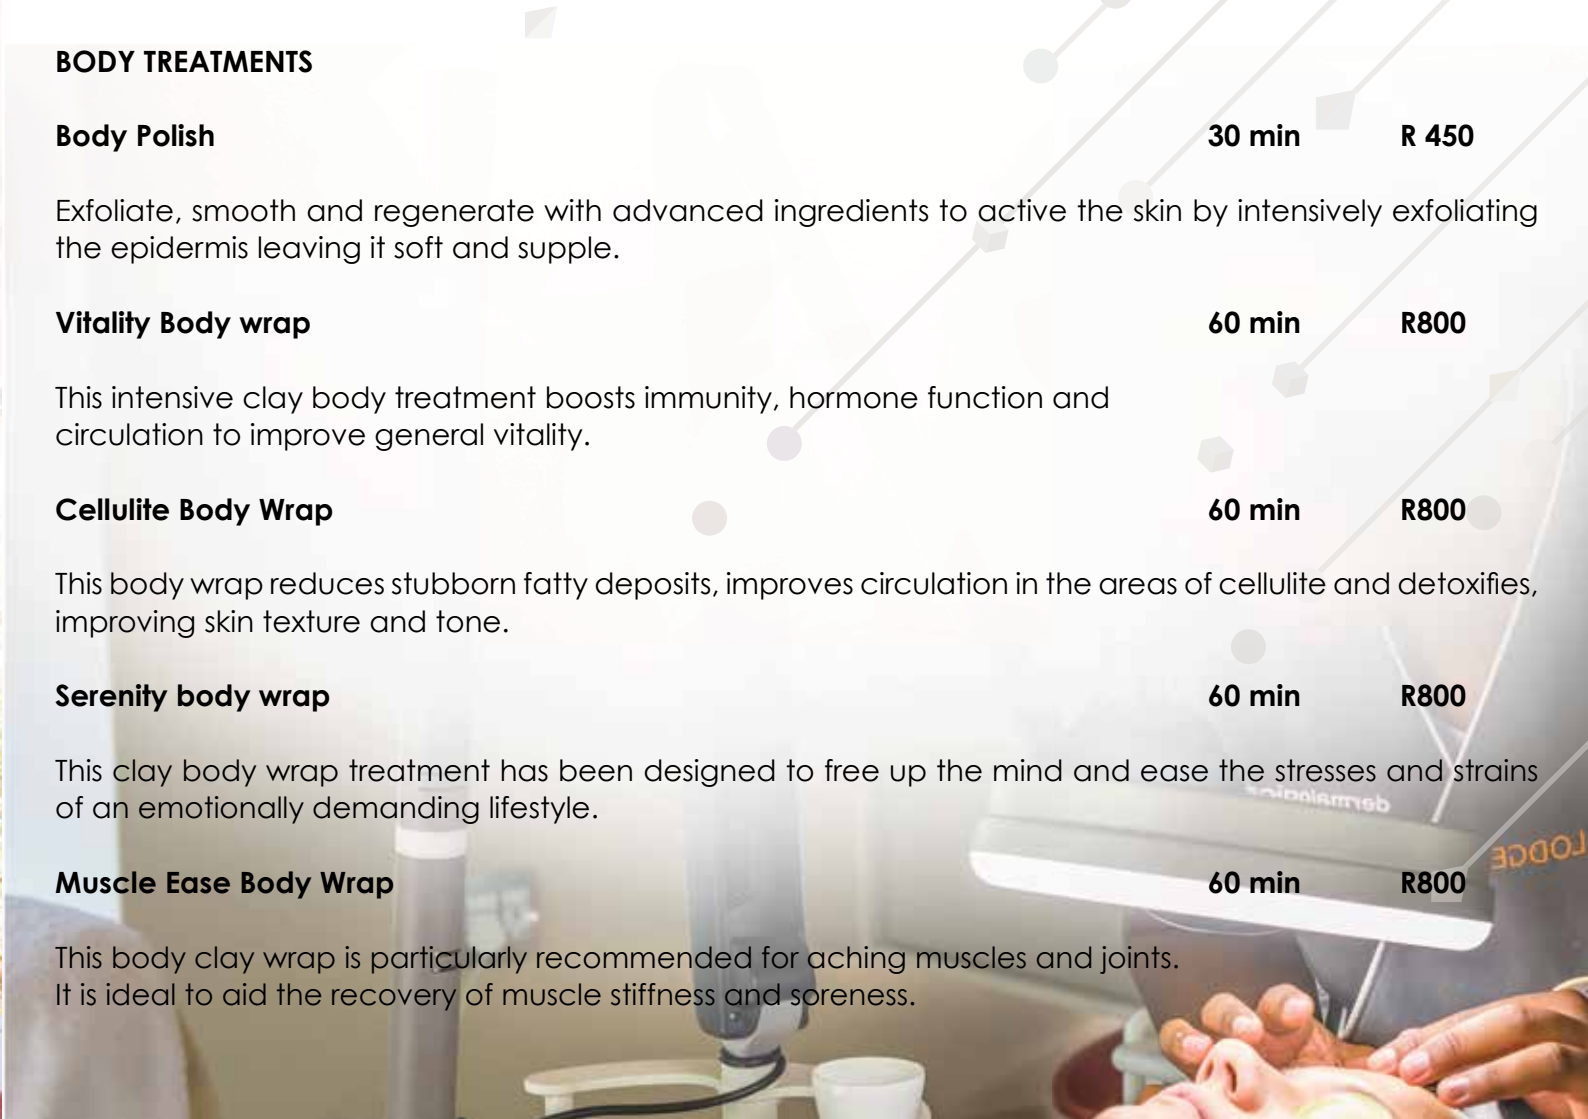 BODY TREATMENTS
Body Polish 30 min R 450
Exfoliate, smooth and regenerate with advanced ingredients to active the skin by intensively exfoliating
the epidermis leaving it soft and supple.
Vitality Body wrap 60 min R800
This intensive clay body treatment boosts immunity, hormone function and
circulation to improve general vitality.
Cellulite Body Wrap 60 min R800
This body wrap reduces stubborn fatty deposits, improves circulation in the areas of cellulite and detoxifies,
improving skin texture and tone.
Serenity body wrap 60 min R800
This clay body wrap treatment has been designed to free up the mind and ease the stresses and strains
of an emotionally demanding lifestyle.
dermalogica
LODGE
Muscle Ease Body Wrap 60 min R800
This body clay wrap is particularly recommended for aching muscles and joints.
It is ideal to aid the recovery of muscle stiffness and soreness.